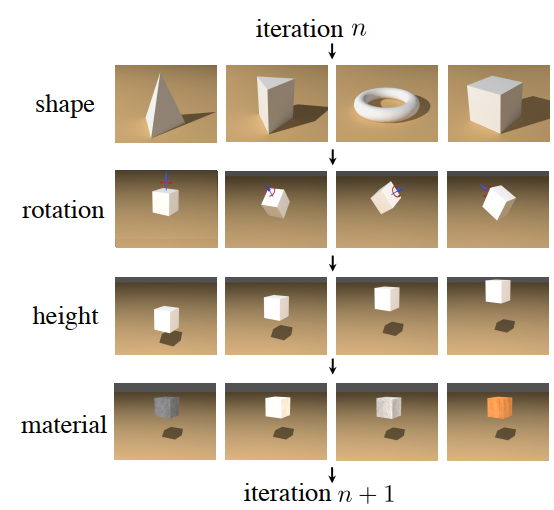 iteration n
shape
rotation
height
material
iteration n + 1